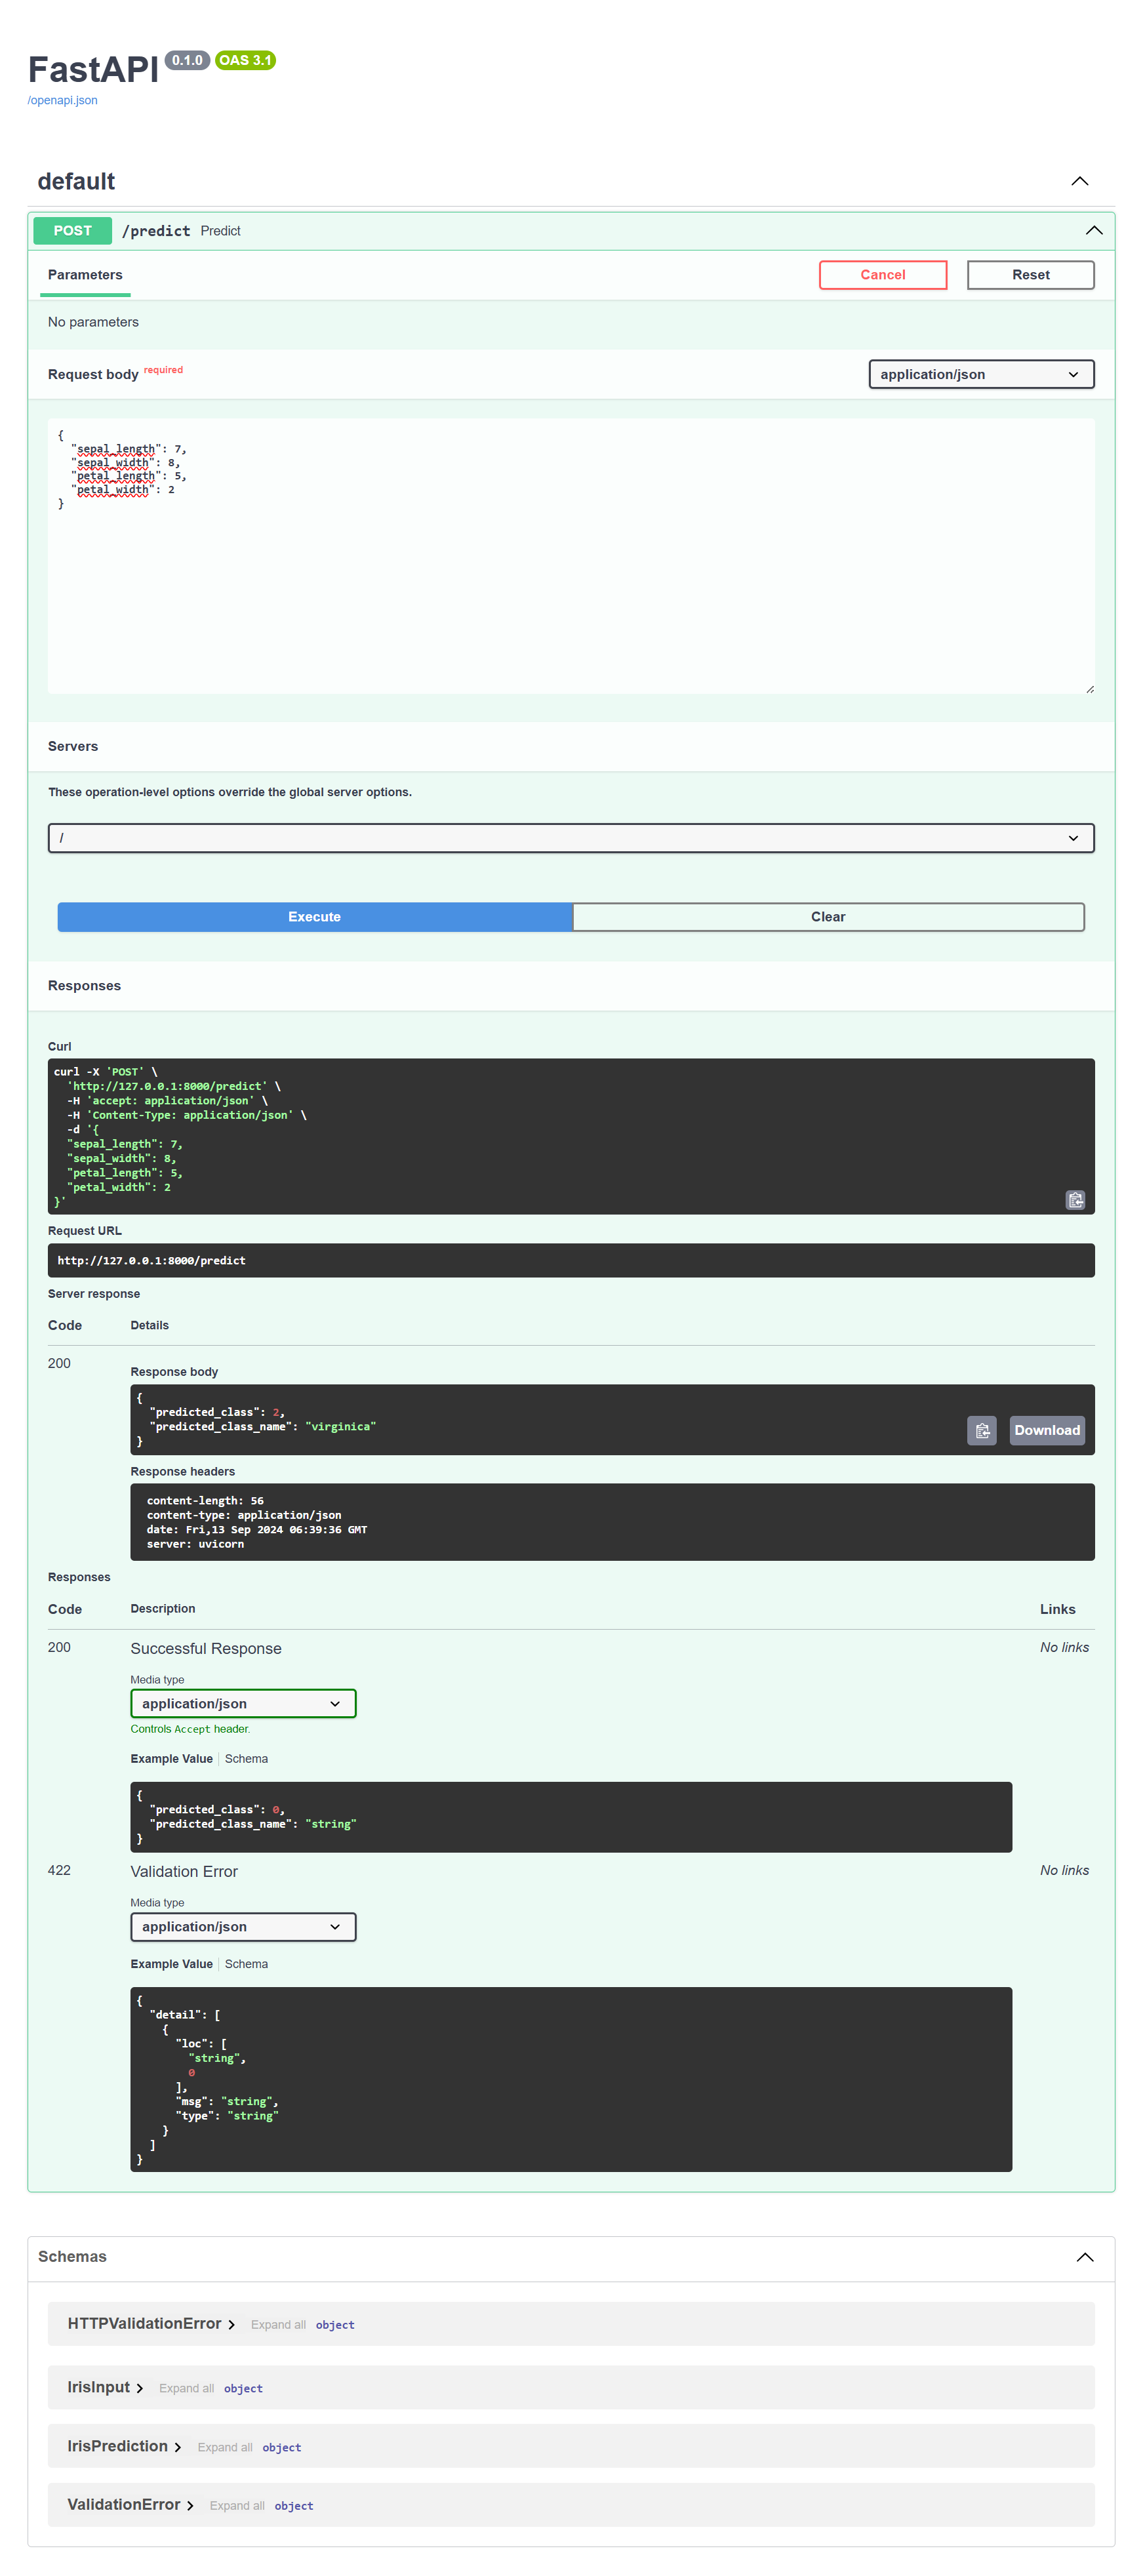 FastAPI 0.1.0 OAS 3.1
/openapi.json
default
POST /predict Predict
Parameters Cancel Reset
No parameters
Request body required application/json
{
  "sepal_length": 7,
  "sepal_width": 8,
  "petal_length": 5,
  "petal_width": 2
}
Servers
These operation-level options override the global server options.
/
Execute Clear
Responses
Curl
curl -X 'POST' \
  'http://127.0.0.1:8000/predict' \
  -H 'accept: application/json' \
  -H 'Content-Type: application/json' \
  -d '{
  "sepal_length": 7,
  "sepal_width": 8,
  "petal_length": 5,
  "petal_width": 2
}'
Request URL
http://127.0.0.1:8000/predict
Server response
Code Details
200
Response body
{
  "predicted_class": 2,
  "predicted_class_name": "virginica"
}
Download
Response headers
content-length: 56
content-type: application/json
date: Fri,13 Sep 2024 06:39:36 GMT
server: uvicorn
Responses
Code Description Links
200 Successful Response No links
Media type
application/json
Controls Accept header.
Example Value Schema
{
  "predicted_class": 0,
  "predicted_class_name": "string"
}
422 Validation Error No links
Media type
application/json
Example Value Schema
{
  "detail": [
    {
      "loc": [
        "string",
        0
      ],
      "msg": "string",
      "type": "string"
    }
  ]
}
Schemas
HTTPValidationError Expand all object
IrisInput Expand all object
IrisPrediction Expand all object
ValidationError Expand all object